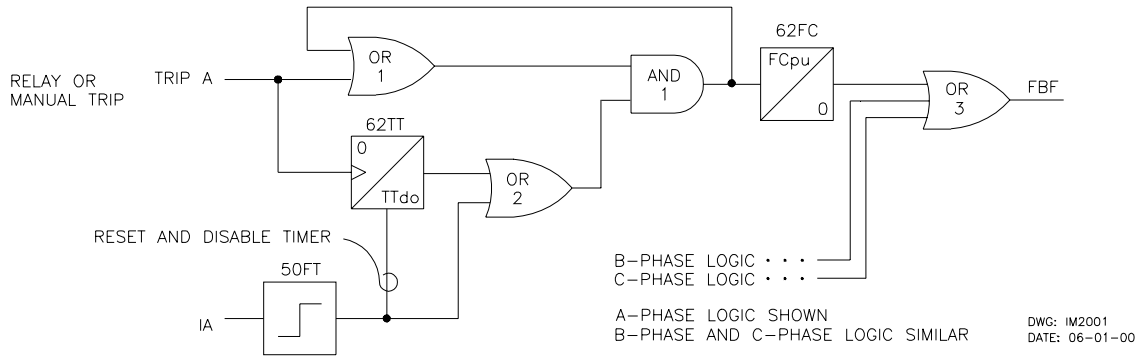 62FC
OR
1
FCpu
0
RELAY OR
MANUAL TRIP
TRIP A
AND
1
OR
3
FBF
62TT
0
TTdo
OR
2
RESET AND DISABLE TIMER
50FT
IA
B-PHASE LOGIC · · ·
C-PHASE LOGIC · · ·
A-PHASE LOGIC SHOWN
B-PHASE AND C-PHASE LOGIC SIMILAR
DWG: IM2001
DATE: 06-01-00